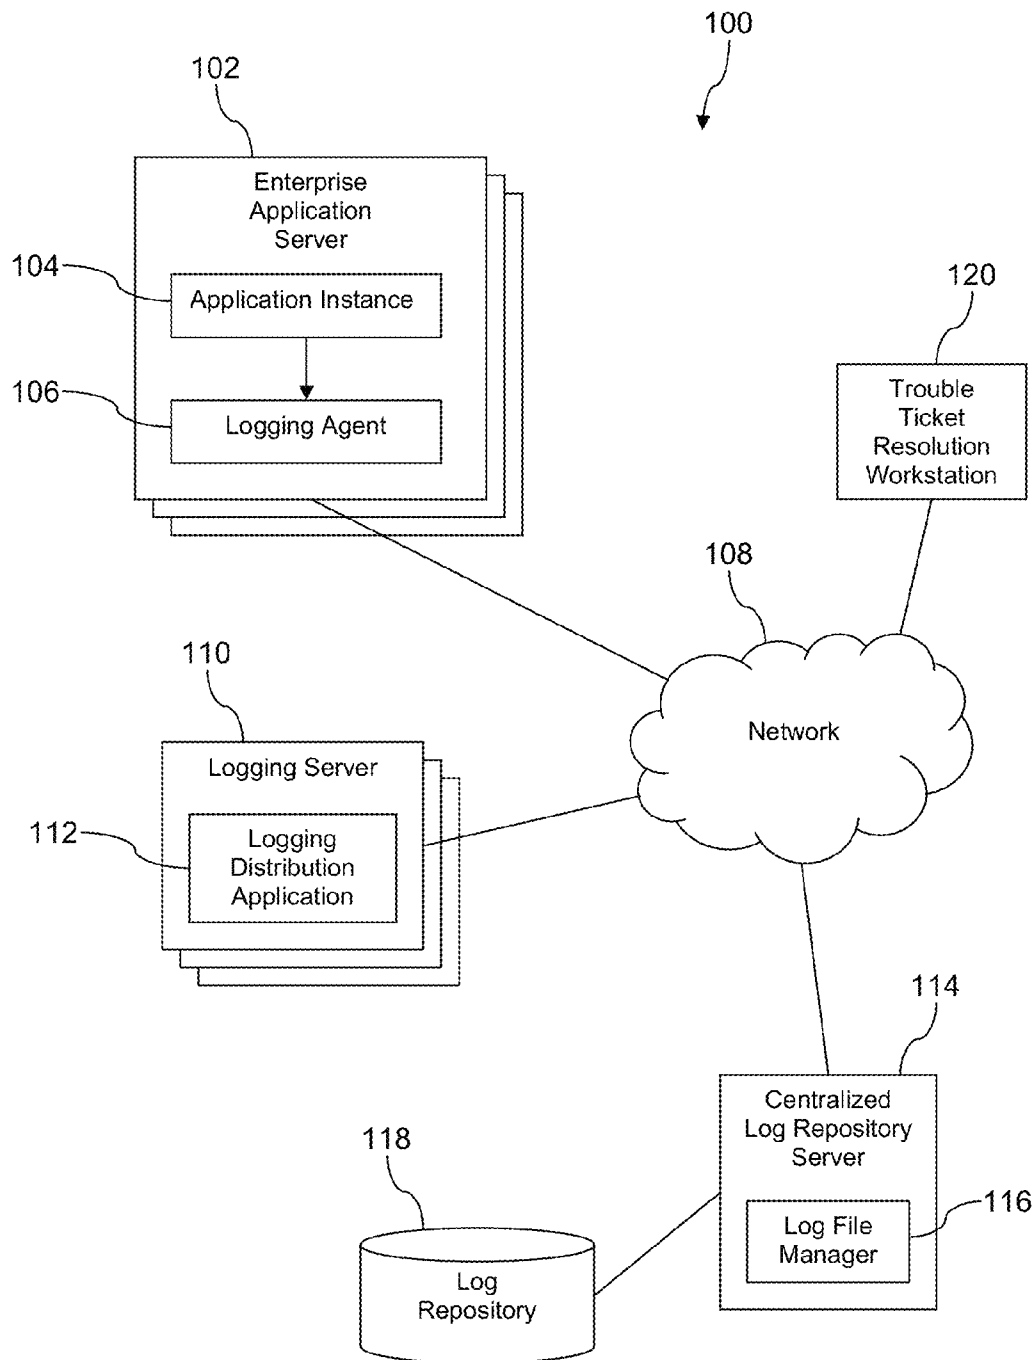 100
102
Enterprise
Application
Server
104
Application Instance
106
Logging Agent
120
Trouble
Ticket
Resolution
Workstation
108
Network
110
Logging Server
112
Logging
Distribution
Application
114
Centralized
Log Repository
Server
116
Log File
Manager
118
Log
Repository